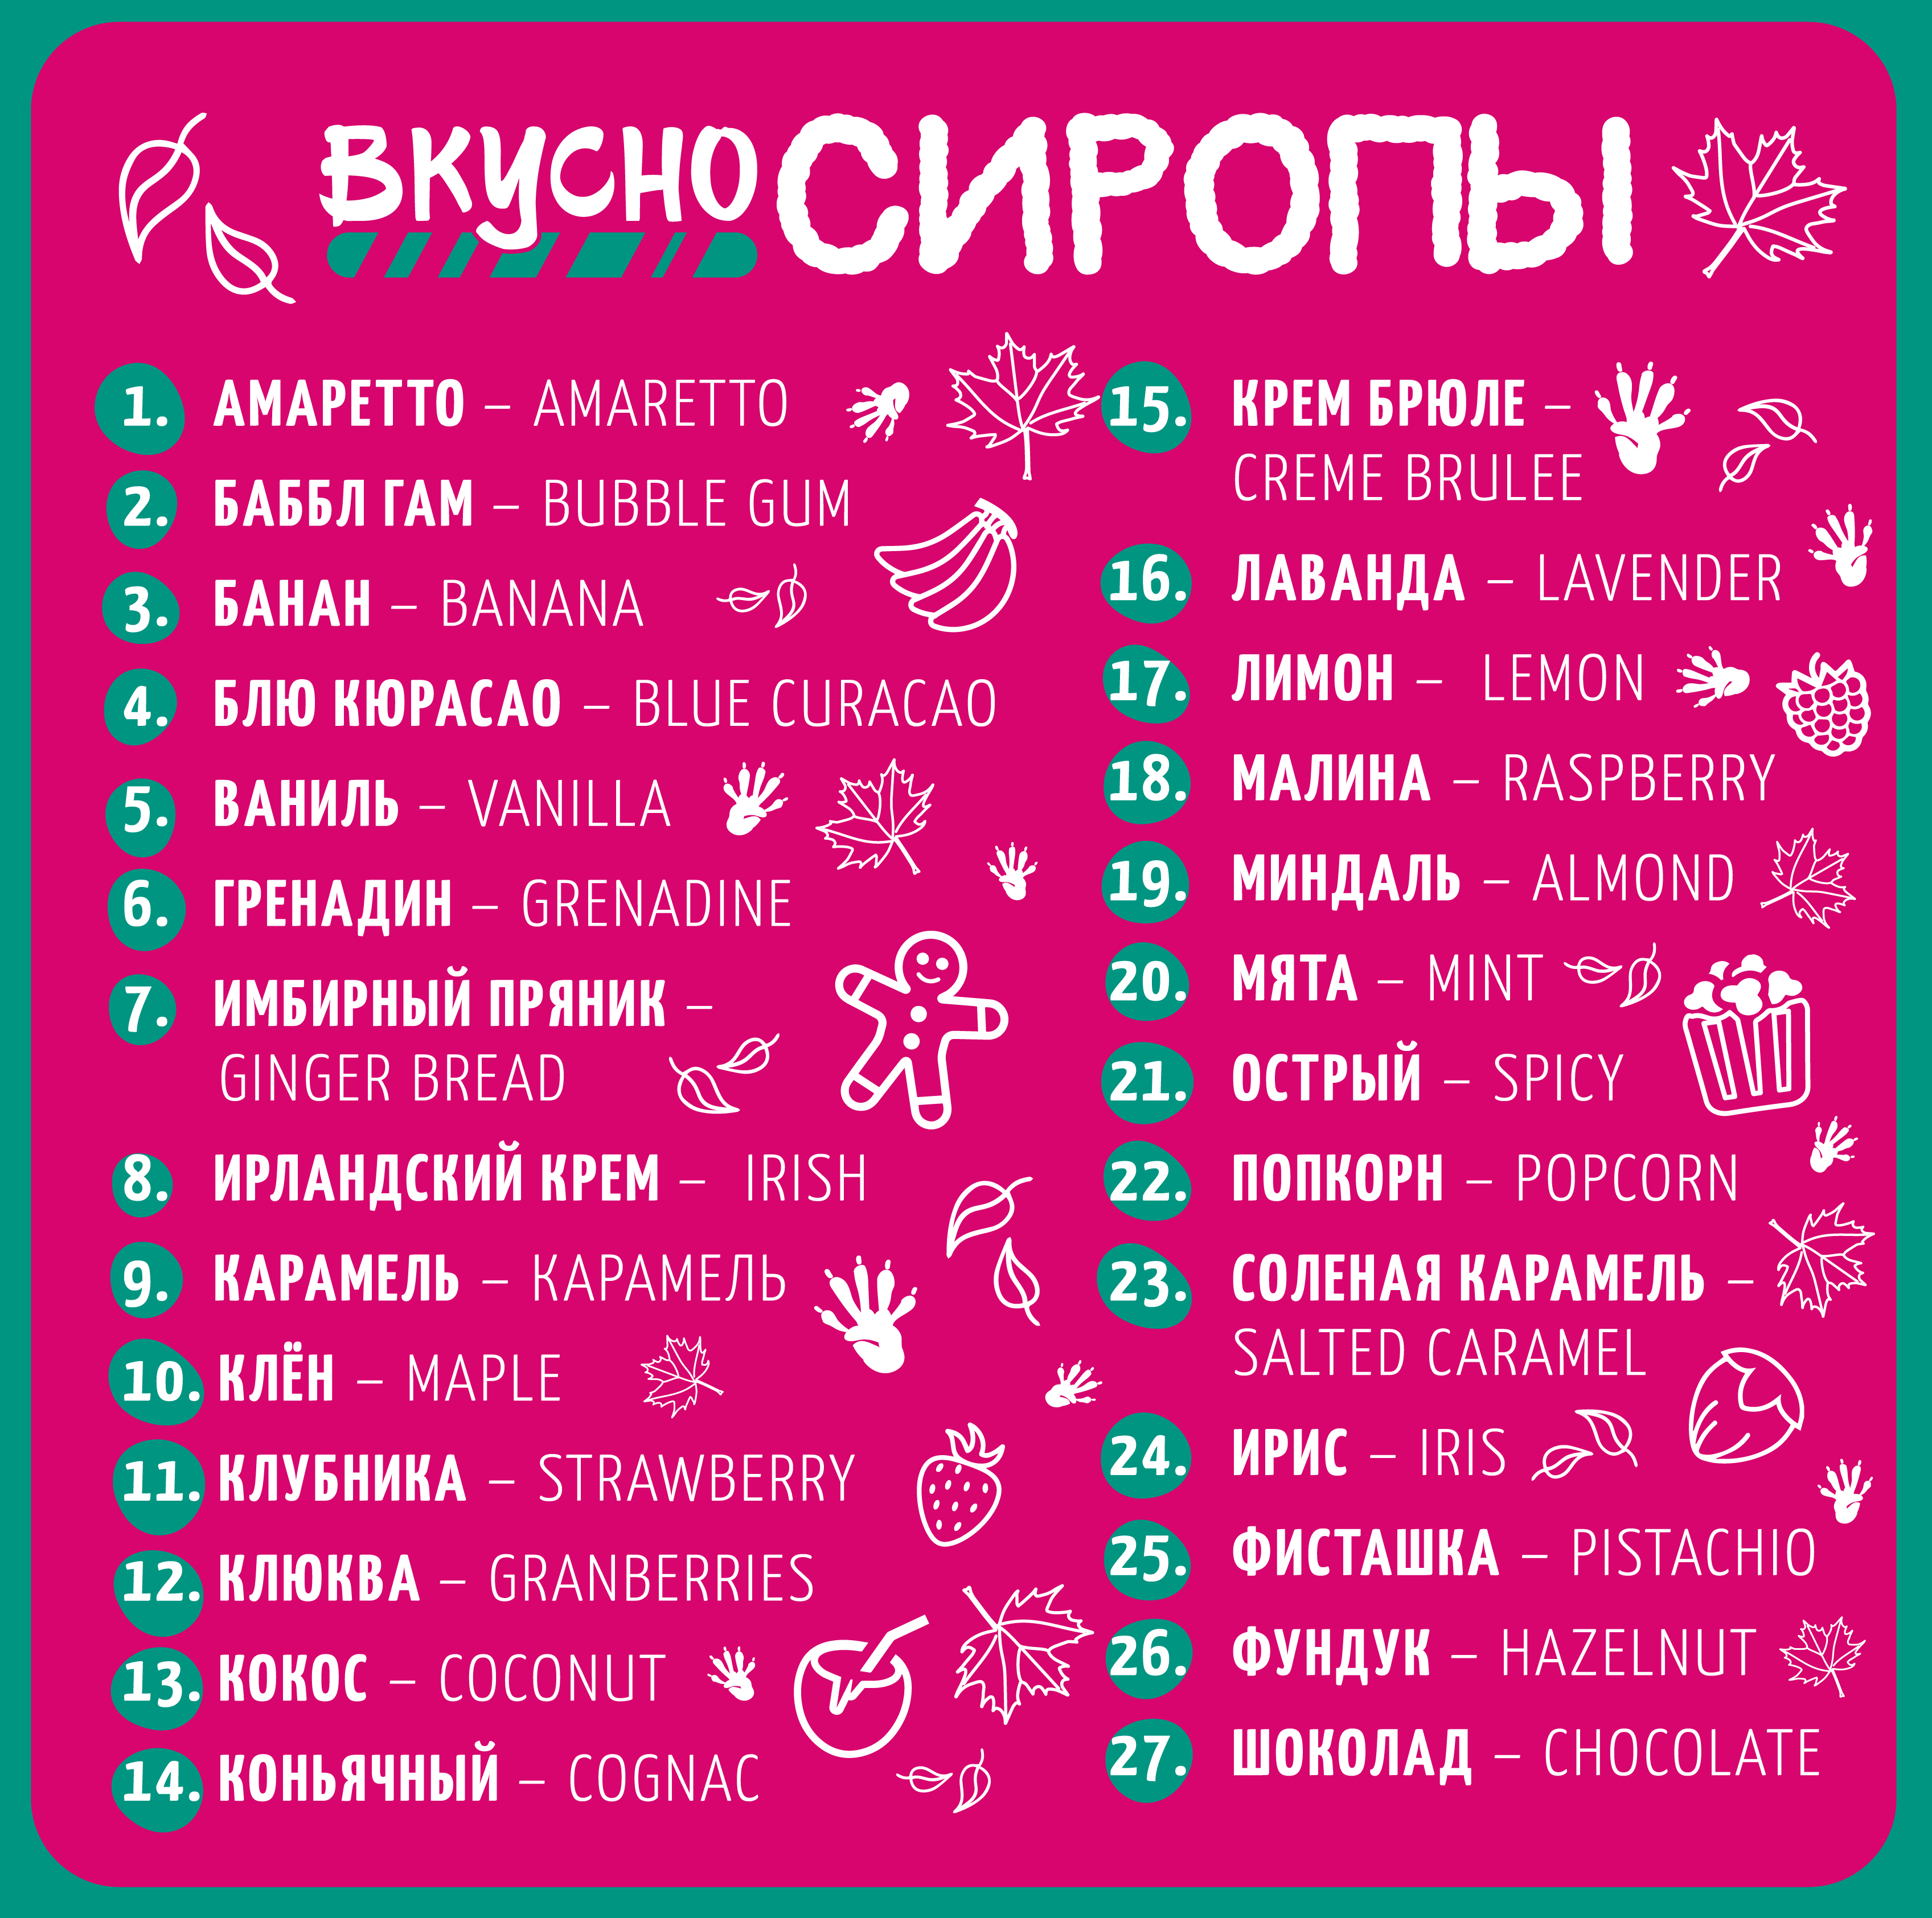 ВКУСНОСИРОПЫ
1. АМАРЕТТО – AMARETTO
2. БАББЛ ГАМ – BUBBLE GUM
3. БАНАН – BANANA
4. БЛЮ КЮРАСАО – BLUE CURACAO
5. ВАНИЛЬ – VANILLA
6. ГРЕНАДИН – GRENADINE
7. ИМБИРНЫЙ ПРЯНИК –
GINGER BREAD
8. ИРЛАНДСКИЙ КРЕМ – IRISH
9. КАРАМЕЛЬ – КАРАМЕЛЬ
10. КЛЁН – MAPLE
11. КЛУБНИКА – STRAWBERRY
12. КЛЮКВА – GRANBERRIES
13. КОКОС – COCONUT
14. КОНЬЯЧНЫЙ – COGNAC
15. КРЕМ БРЮЛЕ –
CREME BRULEE
16. ЛАВАНДА – LAVENDER
17. ЛИМОН – LEMON
18. МАЛИНА – RASPBERRY
19. МИНДАЛЬ – ALMOND
20. МЯТА – MINT
21. ОСТРЫЙ – SPICY
22. ПОПКОРН – POPCORN
23. СОЛЕНАЯ КАРАМЕЛЬ –
SALTED CARAMEL
24. ИРИС – IRIS
25. ФИСТАШКА – PISTACHIO
26. ФУНДУК – HAZELNUT
27. ШОКОЛАД – CHOCOLATE